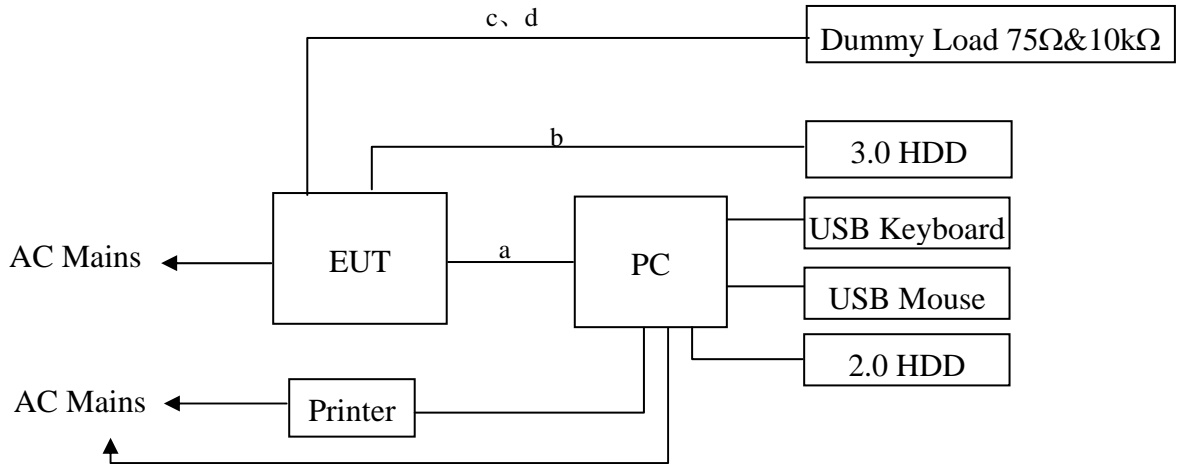 c、d
Dummy Load 75Ω&10kΩ
b
3.0 HDD
USB Keyboard
AC Mains
EUT
a
PC
USB Mouse
2.0 HDD
AC Mains
Printer